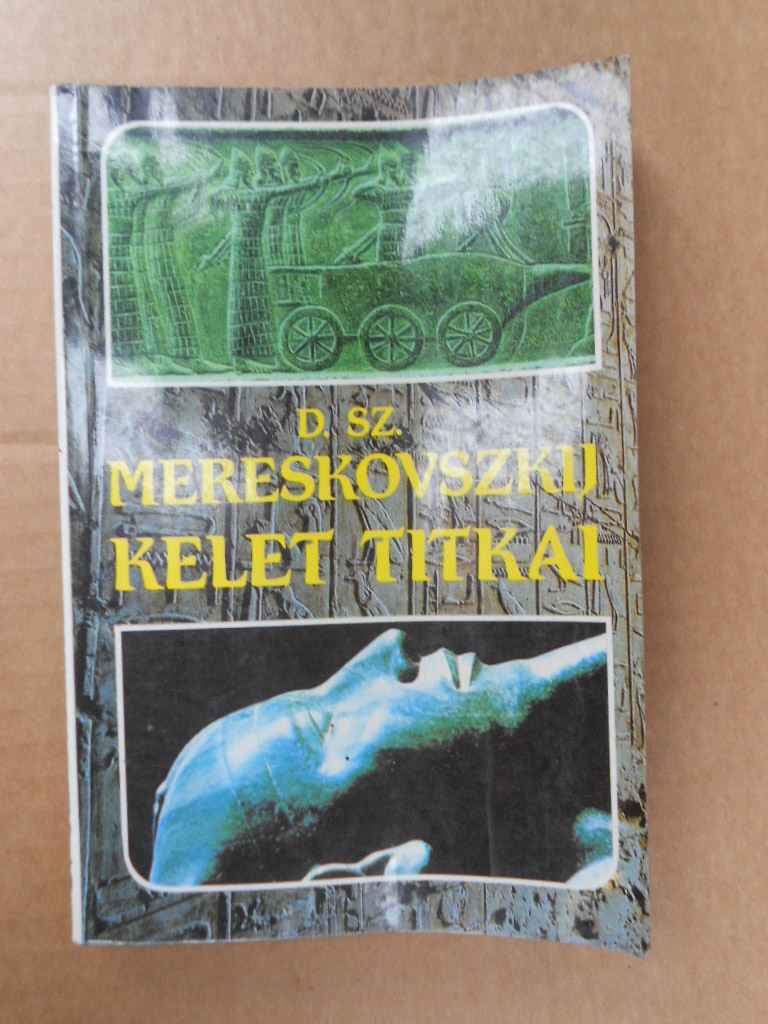 D. SZ.
MERESKOVSZKIJ
KELET TITKAI